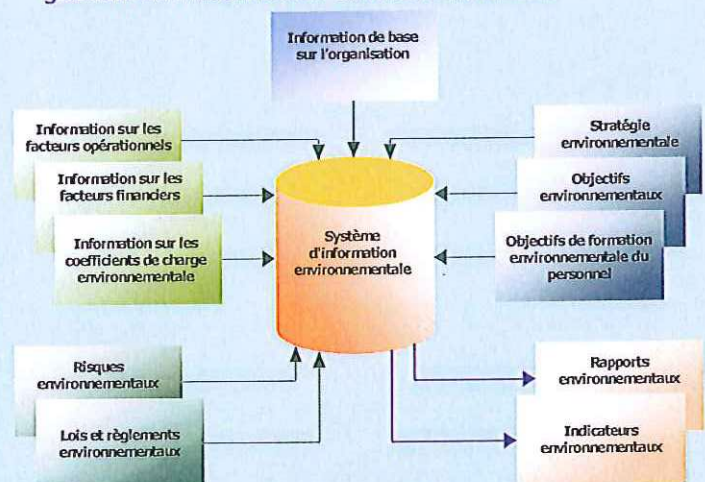 Information de base
sur l'organisation
Information sur les
facteurs opérationnels
Information sur les
facteurs financiers
Information sur les
coefficients de charge
environnementale
Stratégie
environnementale
Objectifs
environnementaux
Objectifs de formation
environnementale du
personnel
Système
d'information
environnementale
Risques
environnementaux
Lois et règlements
environnementaux
Rapports
environnementaux
Indicateurs
environnementaux